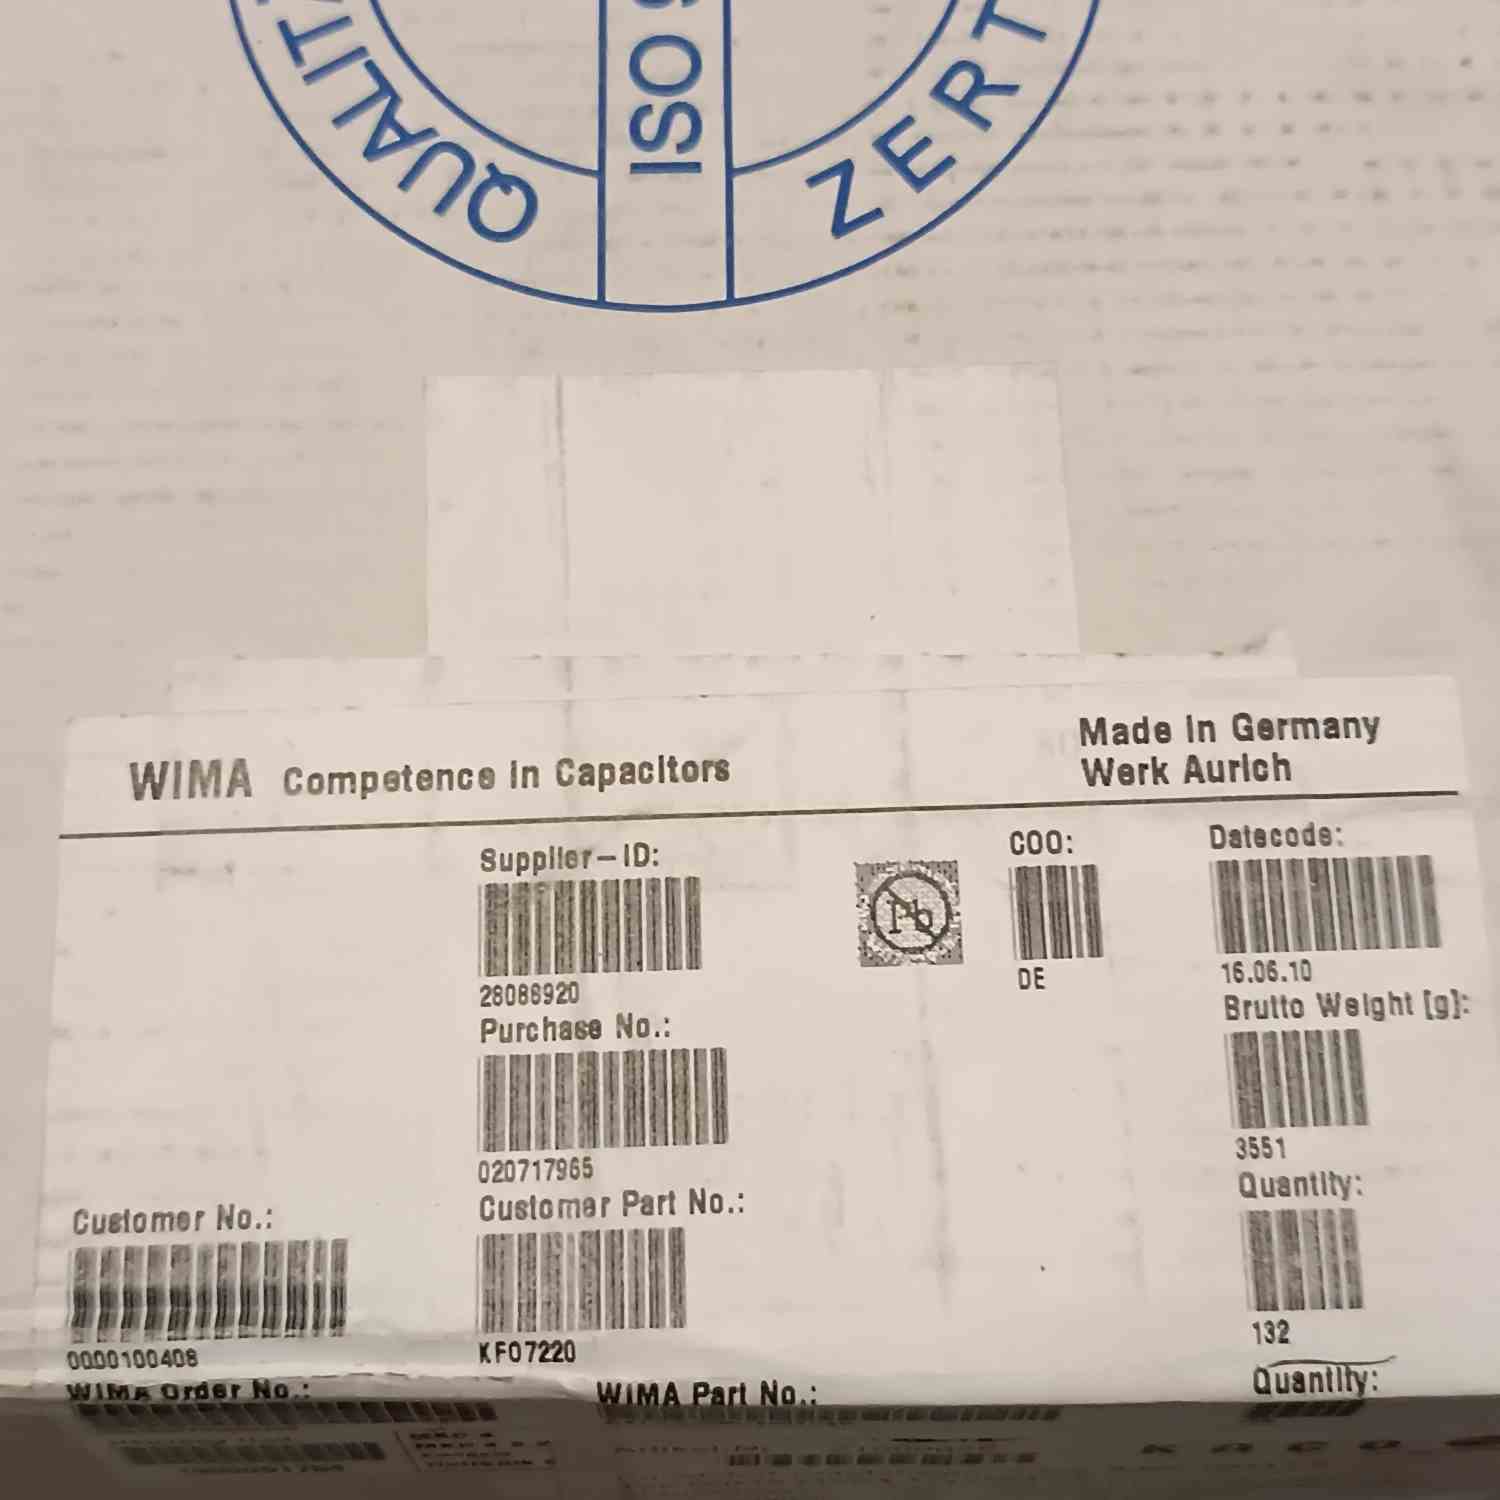 QUALIT
ISO
ZERT
WIMA Competence in Capacitors
Made in Germany
Werk Aurich
Supplier-ID:
28088920
Pb
COO:
DE
Datecode:
16.06.10
Purchase No.:
020717965
Brutto Weight [g]:
3551
Customer No.:
0000100408
Customer Part No.:
KF07220
Quantity:
132
WIMA Order No.:
WIMA Part No.:
Quantity: